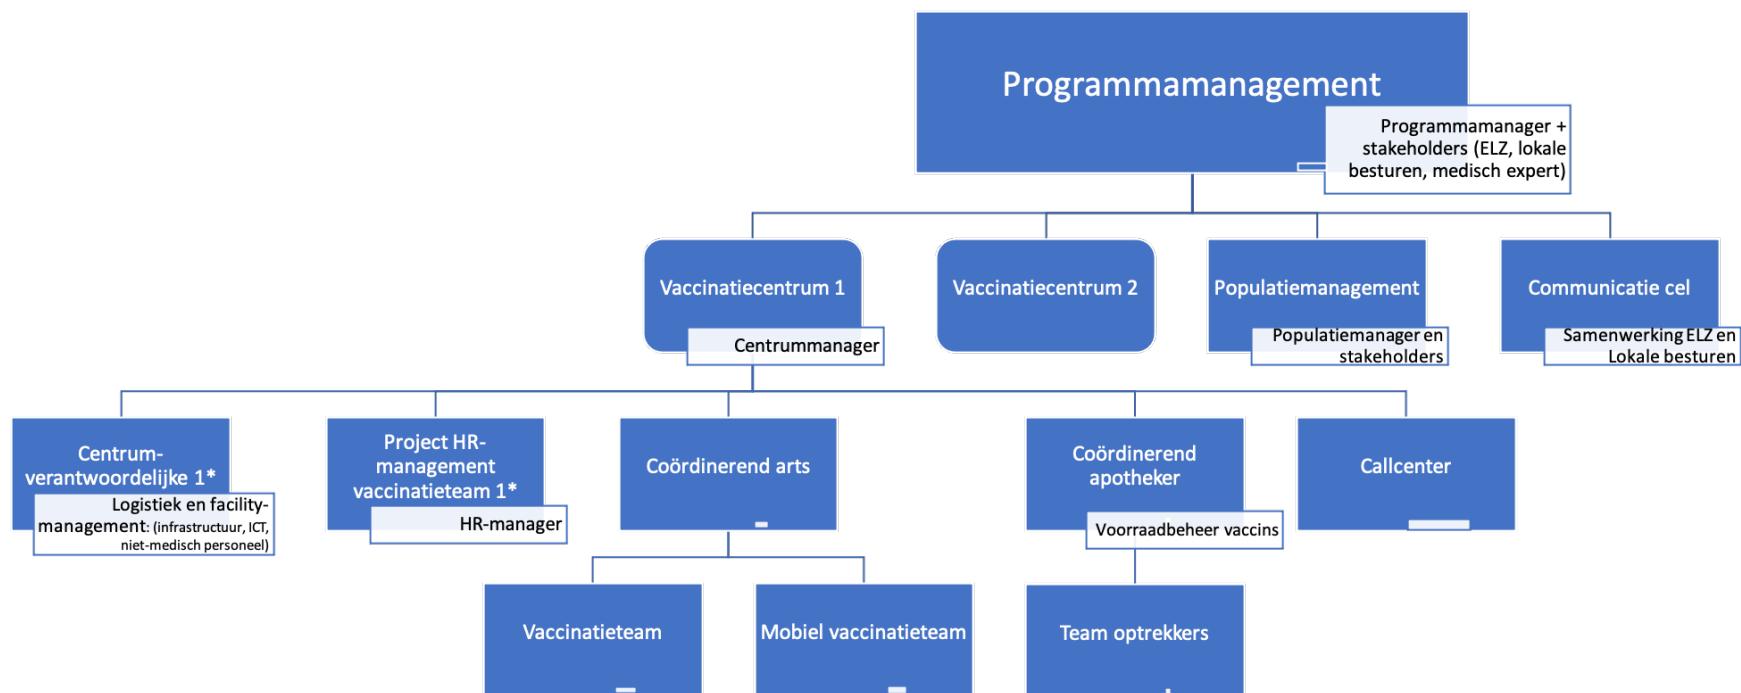 Programmamanagement
Programmamanager +
stakeholders (ELZ, lokale
besturen, medisch expert)
Vaccinatiecentrum 1
Centrummanager
Vaccinatiecentrum 2
Populatiemanagement
Populatiemanager en
stakeholders
Communicatie cel
Samenwerking ELZ en
Lokale besturen
Centrum-
verantwoordelijke 1*
Logistiek en facility-
management: (infrastructuur, ICT,
niet-medisch personeel)
Project HR-
management
vaccinatieteam 1*
HR-manager
Coördinerend arts
Coördinerend
apotheker
Voorraadbeheer vaccins
Callcenter
Vaccinatieteam
Mobiel vaccinatieteam
Team optrekkers